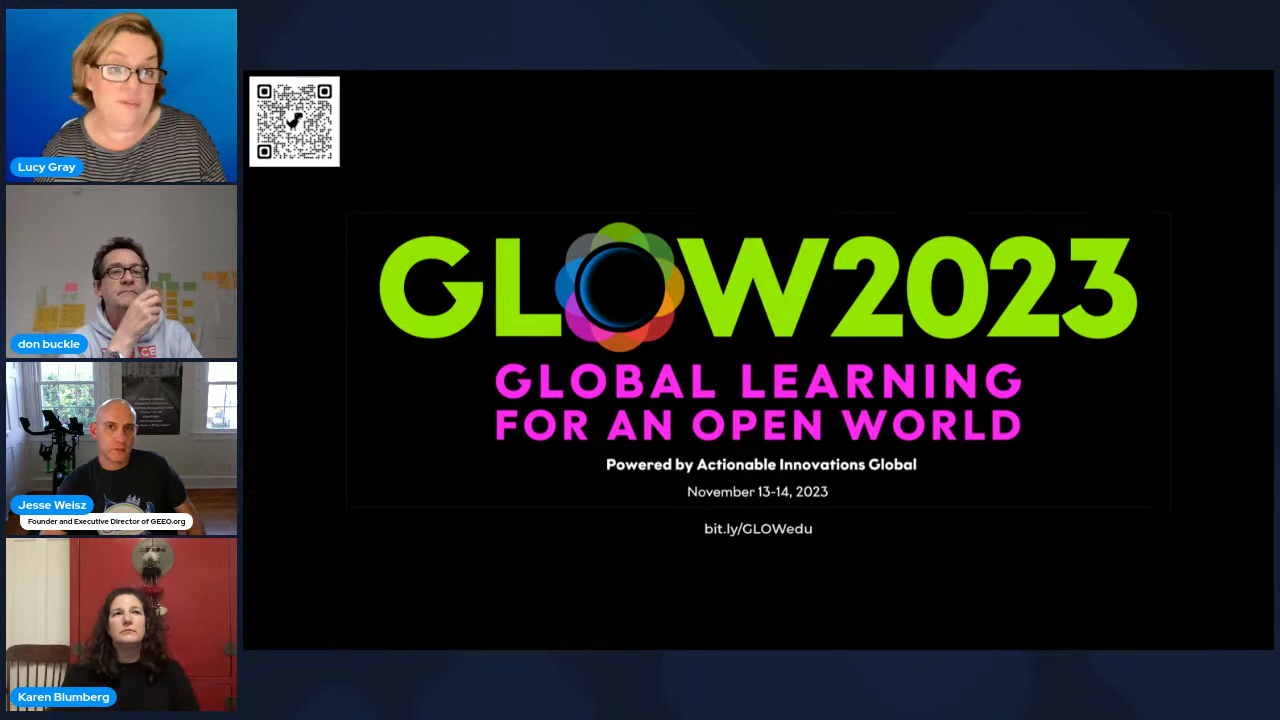 Lucy Gray
don buckle
Jesse Weisz
Founder and Executive Director of GEEO.org
Karen Blumberg
GLOW2023
GLOBAL LEARNING
FOR AN OPEN WORLD
Powered by Actionable Innovations Global
November 13-14, 2023
bit.ly/GLOWedu